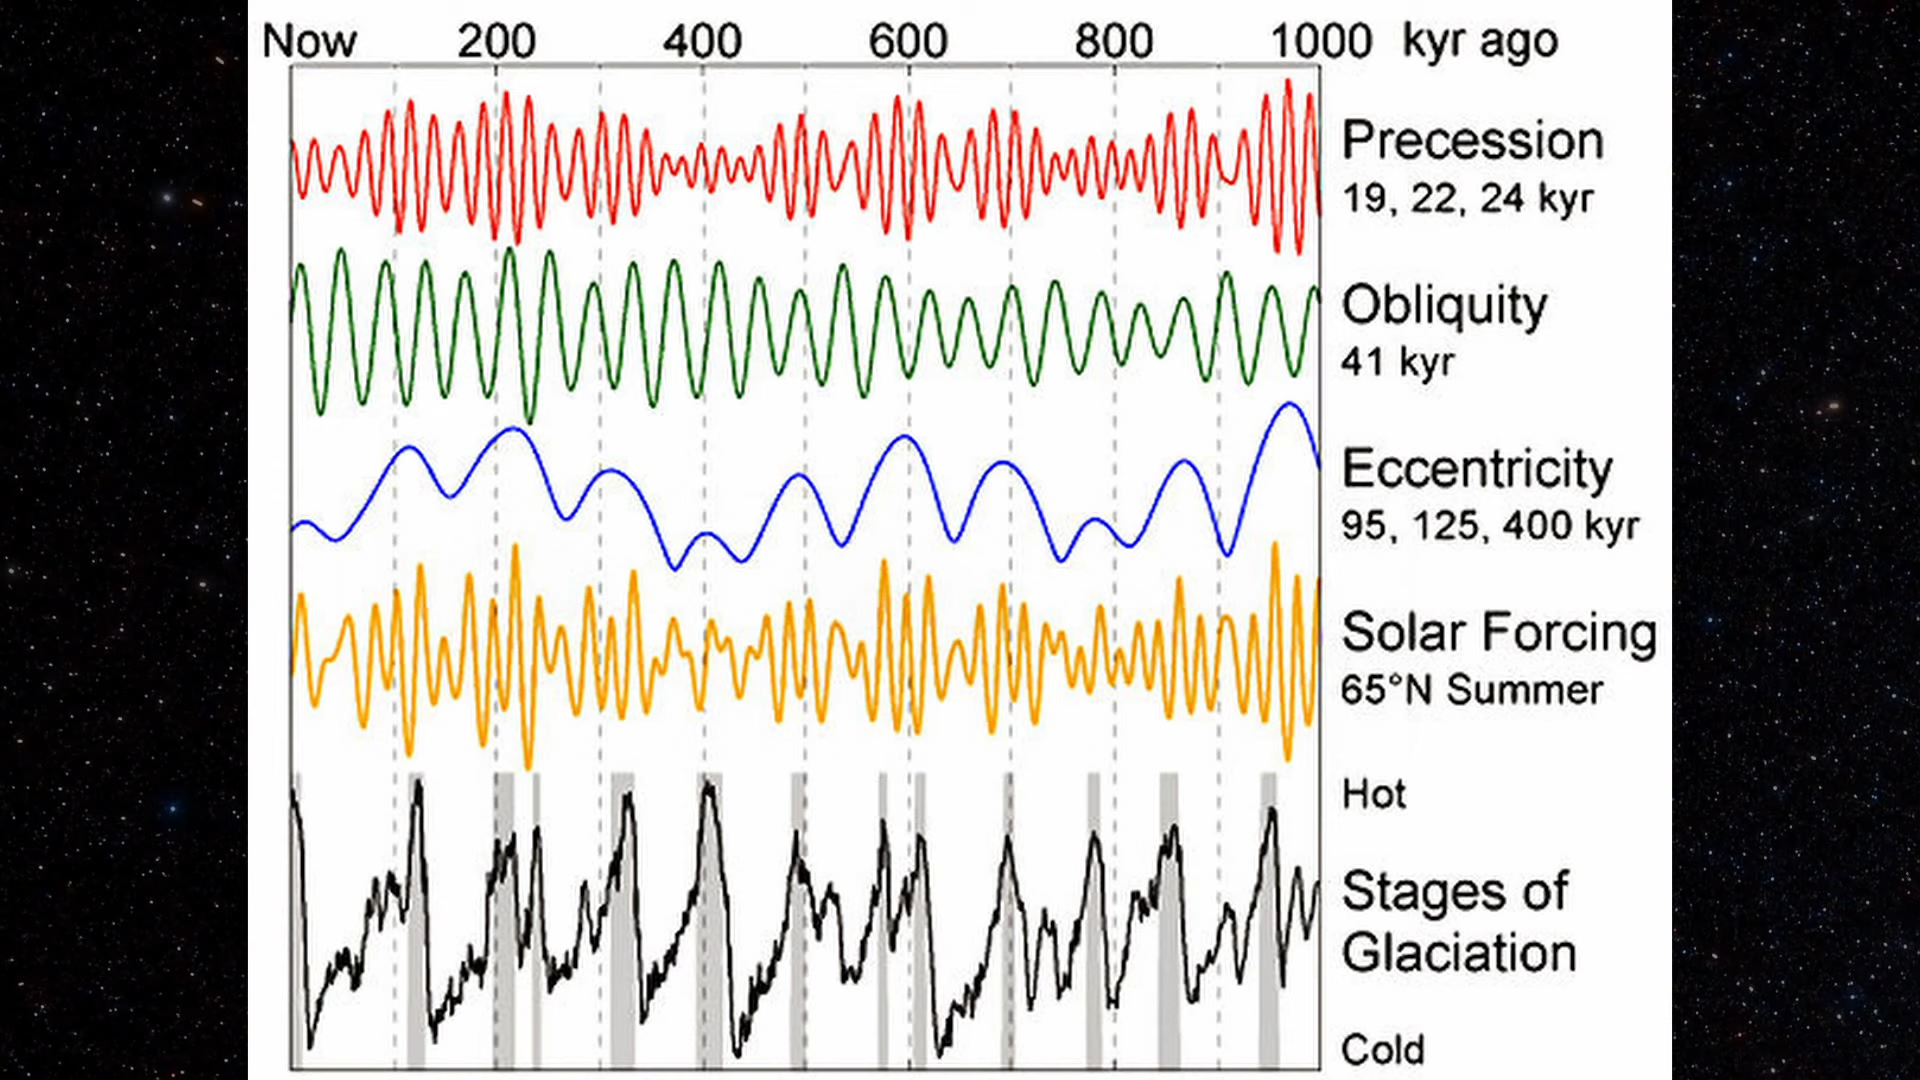 Now 200 400 600 800 1000 kyr ago
Precession
19, 22, 24 kyr
Obliquity
41 kyr
Eccentricity
95, 125, 400 kyr
Solar Forcing
65°N Summer
Hot
Stages of
Glaciation
Cold